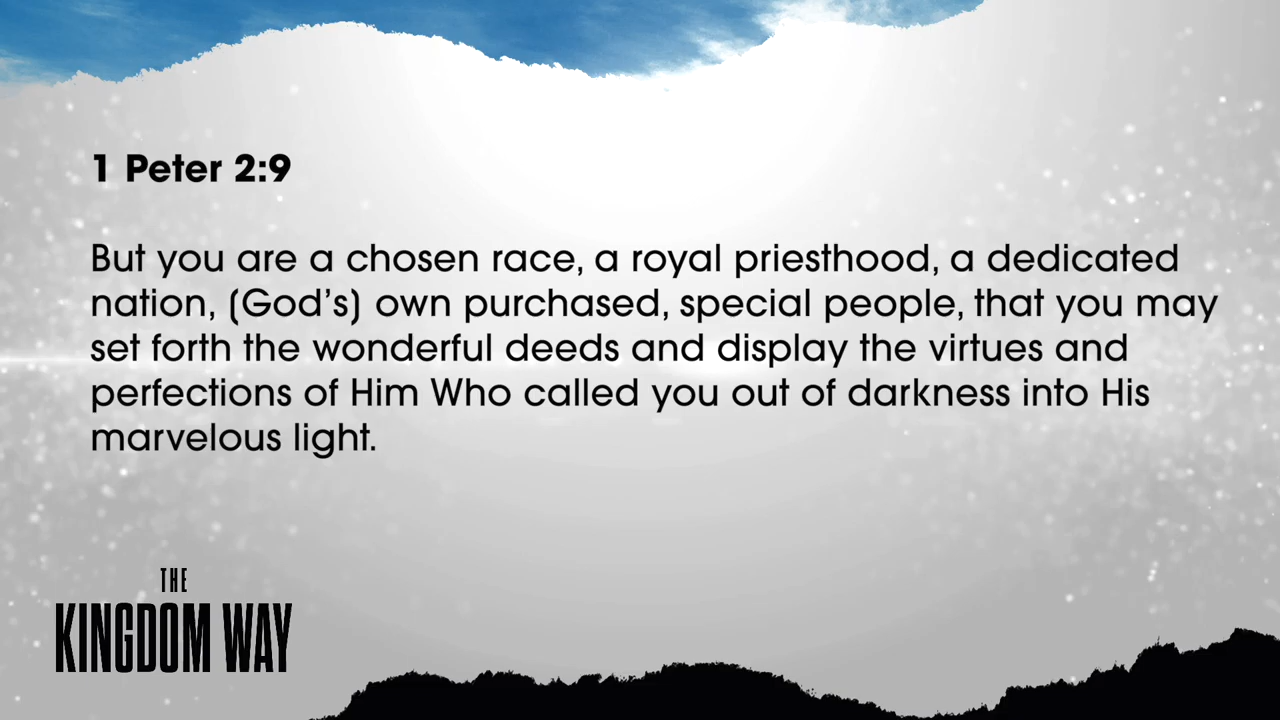 1 Peter 2:9
But you are a chosen race, a royal priesthood, a dedicated
nation, (God’s) own purchased, special people, that you may
set forth the wonderful deeds and display the virtues and
perfections of Him Who called you out of darkness into His
marvelous light.
THE
KINGDOM WAY